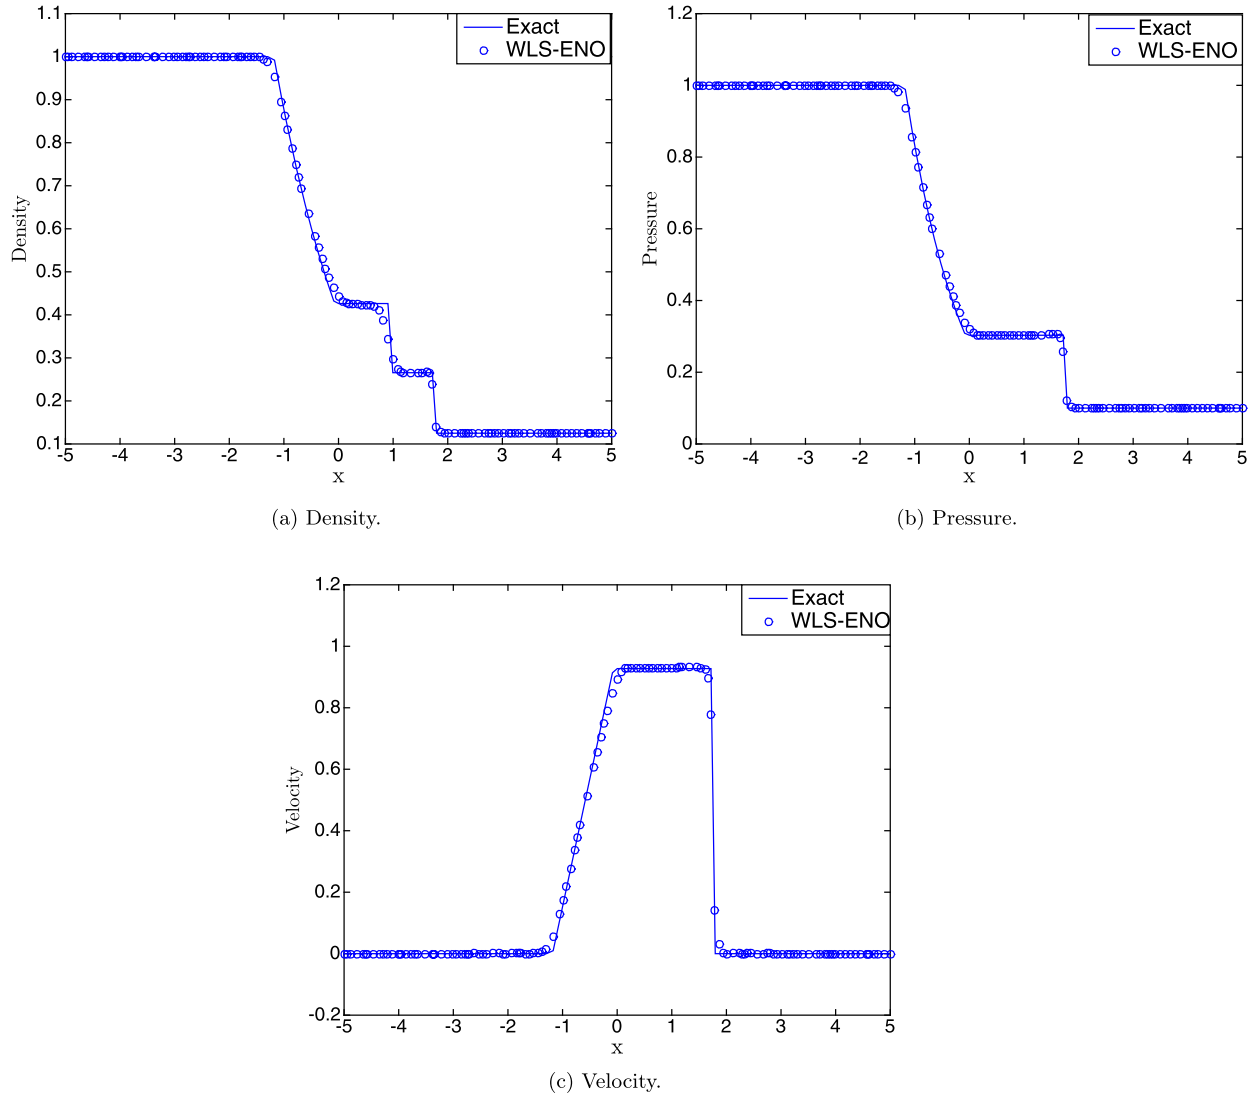 1.1
1
0.9
0.8
0.7
0.6
0.5
0.4
0.3
0.2
0.1
Density
-5 -4 -3 -2 -1 0 1 2 3 4 5
x
Exact
WLS-ENO
(a) Density.
1.2
1
0.8
0.6
0.4
0.2
0
Pressure
-5 -4 -3 -2 -1 0 1 2 3 4 5
x
Exact
WLS-ENO
(b) Pressure.
1.2
1
0.8
0.6
0.4
0.2
0
-0.2
Velocity
-5 -4 -3 -2 -1 0 1 2 3 4 5
x
Exact
WLS-ENO
(c) Velocity.